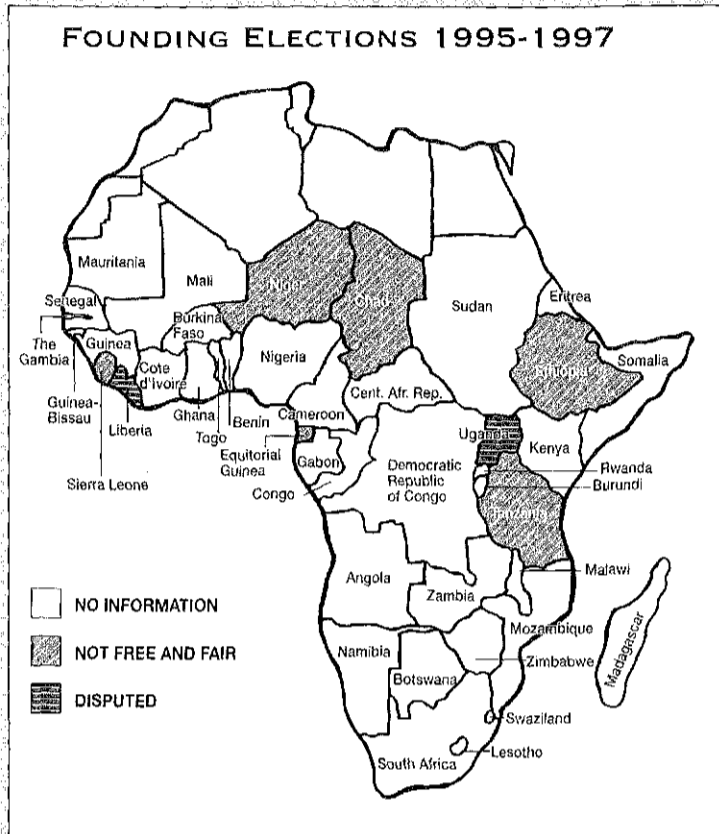 FOUNDING ELECTIONS 1995-1997
Mauritania
Mali
Niger
Chad
Sudan
Eritrea
Senegal
The
Gambia
Guinea
Burkina
Faso
Nigeria
Ethiopia
Somalia
Cote
d'Ivoire
Guinea-
Bissau
Liberia
Ghana
Togo
Benin
Cameroon
Cent. Afr. Rep.
Sierra Leone
Equitorial
Guinea
Gabon
Congo
Democratic
Republic
of Congo
Uganda
Kenya
Rwanda
Burundi
Tanzania
Angola
Zambia
Malawi
Mozambique
Zimbabwe
Madagascar
Namibia
Botswana
Swaziland
Lesotho
South Africa
NO INFORMATION
NOT FREE AND FAIR
DISPUTED